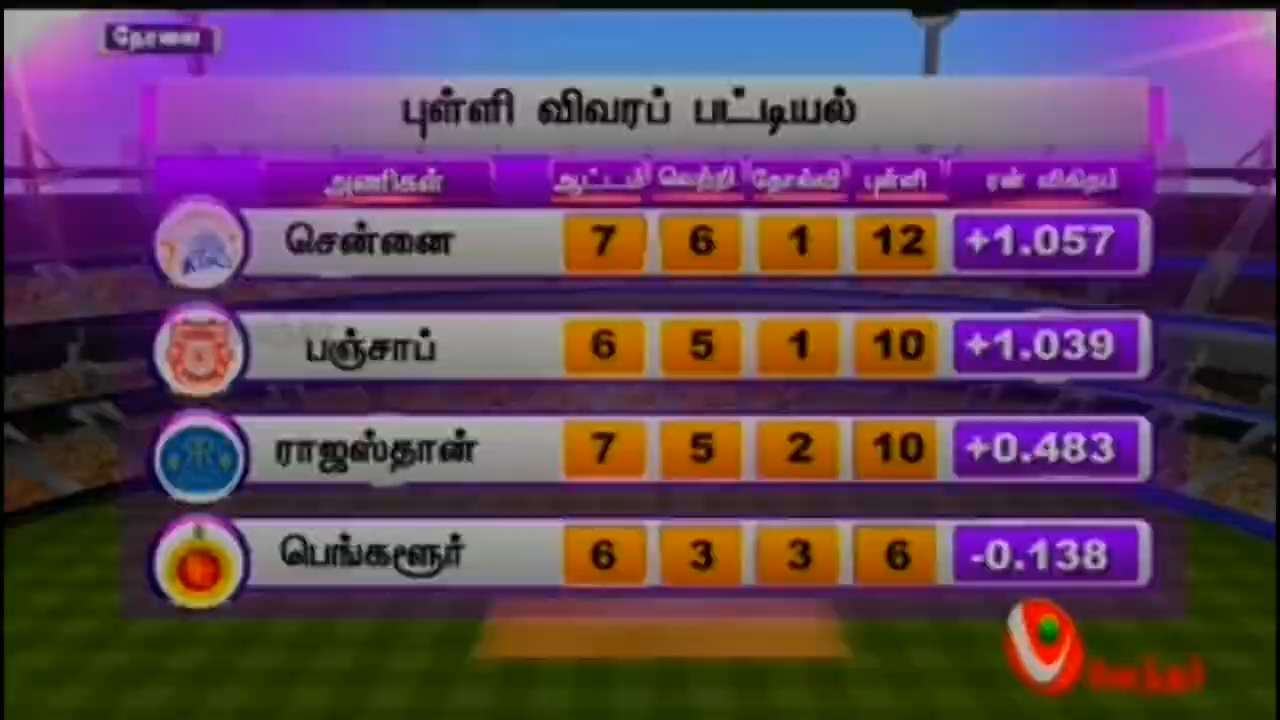 நேரலை
புள்ளி விவரப் பட்டியல்
அணிகள் ஆட்டம் வெற்றி தோல்வி புள்ளி ரன் விகிதம்
சென்னை 7 6 1 12 +1.057
பஞ்சாப் 6 5 1 10 +1.039
ராஜஸ்தான் 7 5 2 10 +0.483
பெங்களூர் 6 3 3 6 -0.138